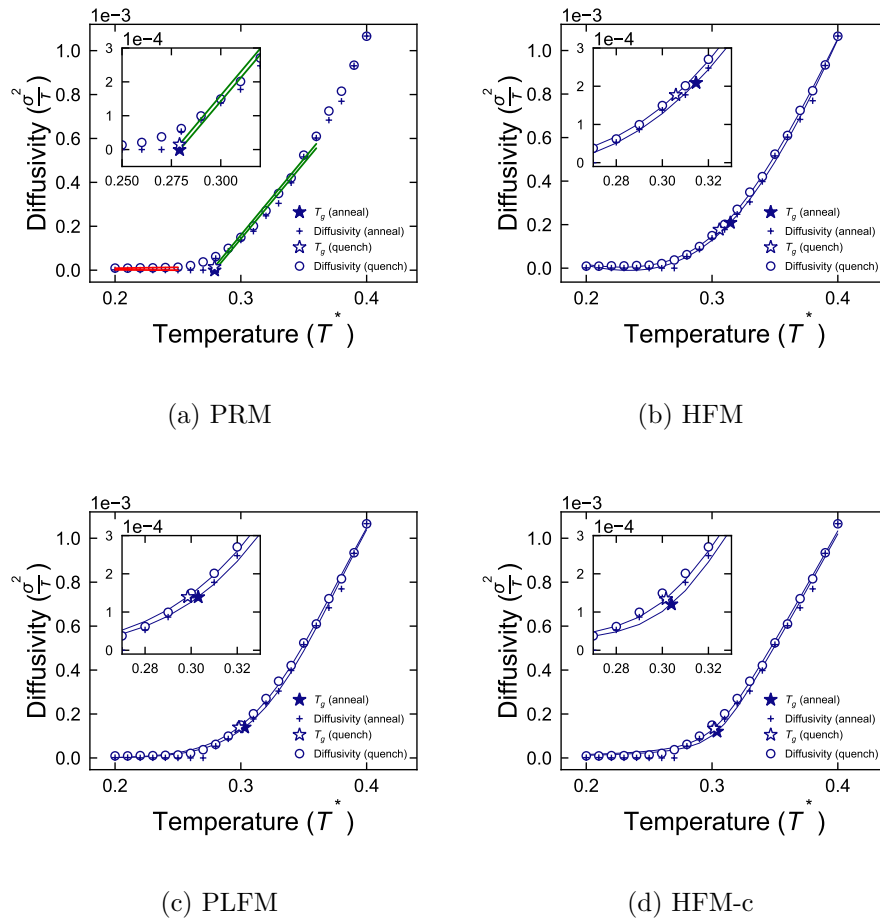 1e−3
1e−3
3 1e−4
2
1
0
0.250 0.275 0.300
1.0
0.8
0.6
0.4
0.2
0.0
0.2 0.3 0.4
Diffusivity (σ²/τ)
Temperature (T*)
Tg (anneal)
Diffusivity (anneal)
Tg (quench)
Diffusivity (quench)
3 1e−4
2
1
0
0.28 0.30 0.32
1.0
0.8
0.6
0.4
0.2
0.0
0.2 0.3 0.4
Diffusivity (σ²/τ)
Temperature (T*)
Tg (anneal)
Diffusivity (anneal)
Tg (quench)
Diffusivity (quench)
(a) PRM
(b) HFM
1e−3
1e−3
3 1e−4
2
1
0
0.28 0.30 0.32
1.0
0.8
0.6
0.4
0.2
0.0
0.2 0.3 0.4
Diffusivity (σ²/τ)
Temperature (T*)
Tg (anneal)
Diffusivity (anneal)
Tg (quench)
Diffusivity (quench)
3 1e−4
2
1
0
0.28 0.30 0.32
1.0
0.8
0.6
0.4
0.2
0.0
0.2 0.3 0.4
Diffusivity (σ²/τ)
Temperature (T*)
Tg (anneal)
Diffusivity (anneal)
Tg (quench)
Diffusivity (quench)
(c) PLFM
(d) HFM-c